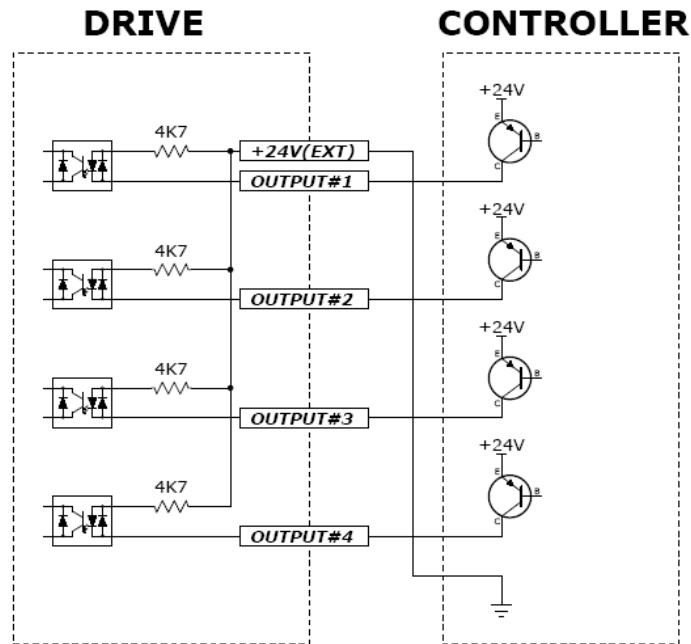 DRIVE
CONTROLLER
+24V
E
B
C
4K7
+24V(EXT)
OUTPUT#1
+24V
E
B
C
4K7
OUTPUT#2
+24V
E
B
C
4K7
OUTPUT#3
+24V
E
B
C
4K7
OUTPUT#4